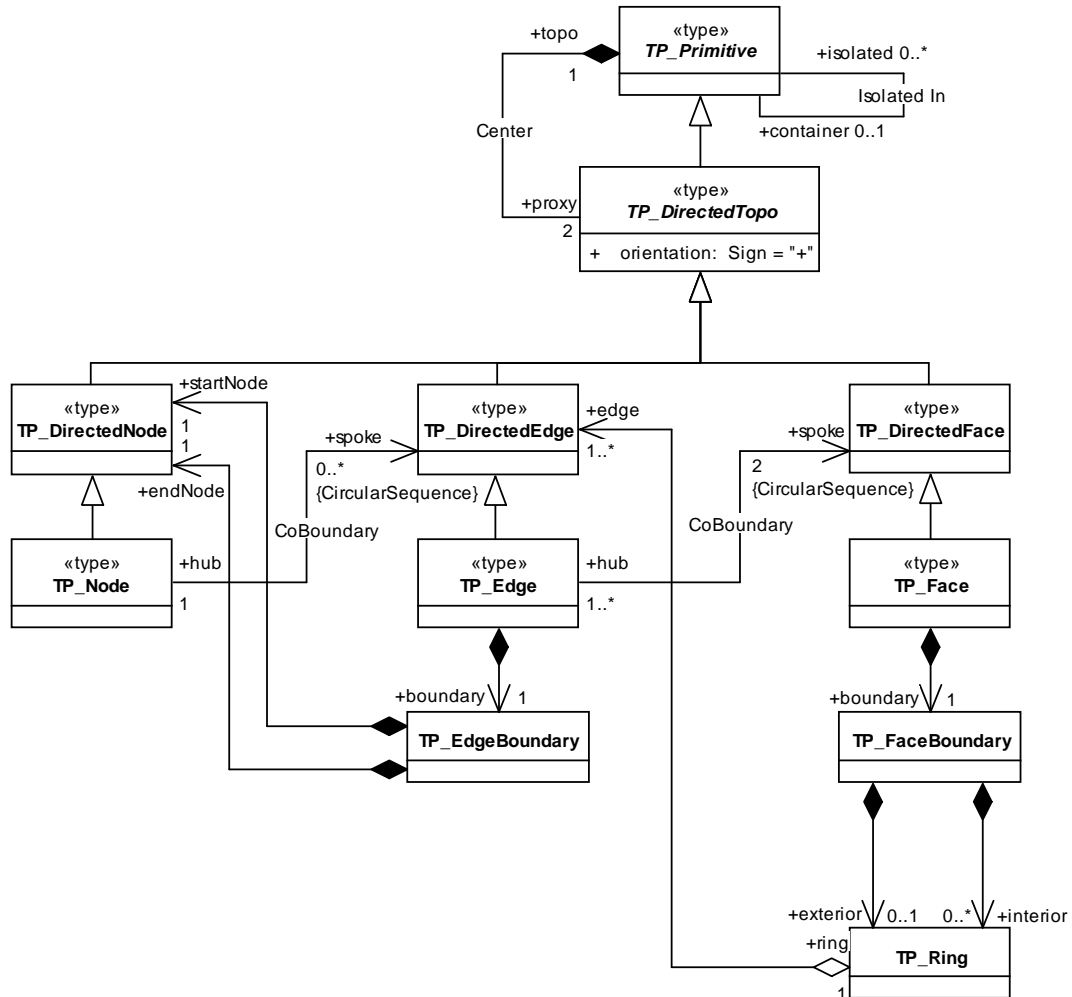 «type»
TP_Primitive
+topo
1
+isolated 0..*
Isolated In
+container 0..1
Center
«type»
TP_DirectedTopo
+proxy
2
+ orientation: Sign = "+"
+startNode
1
1
+endNode
«type»
TP_DirectedNode
+spoke
0..*
{CircularSequence}
CoBoundary
«type»
TP_DirectedEdge
+edge
1..*
+spoke
2
{CircularSequence}
CoBoundary
«type»
TP_DirectedFace
«type»
TP_Node
+hub
1
«type»
TP_Edge
+hub
1..*
«type»
TP_Face
+boundary
1
+boundary
1
TP_EdgeBoundary
TP_FaceBoundary
+exterior
0..1
0..*
+interior
+ring
1
TP_Ring